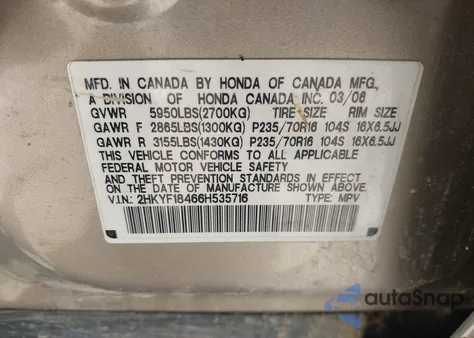 MFD. IN CANADA BY HONDA OF CANADA MFG.,
A DIVISION OF HONDA CANADA INC. 03/06
GVWR 5950LBS(2700KG) TIRE SIZE RIM SIZE
GAWR F 2865LBS(1300KG) P235/70R16 104S 16X6.5JJ
GAWR R 3155LBS(1430KG) P235/70R16 104S 16X6.5JJ
THIS VEHICLE CONFORMS TO ALL APPLICABLE
FEDERAL MOTOR VEHICLE SAFETY
AND THEFT PREVENTION STANDARDS IN EFFECT
ON THE DATE OF MANUFACTURE SHOWN ABOVE.
V.I.N.: 2HKYF18466H535716 TYPE: MPV
autoSnap